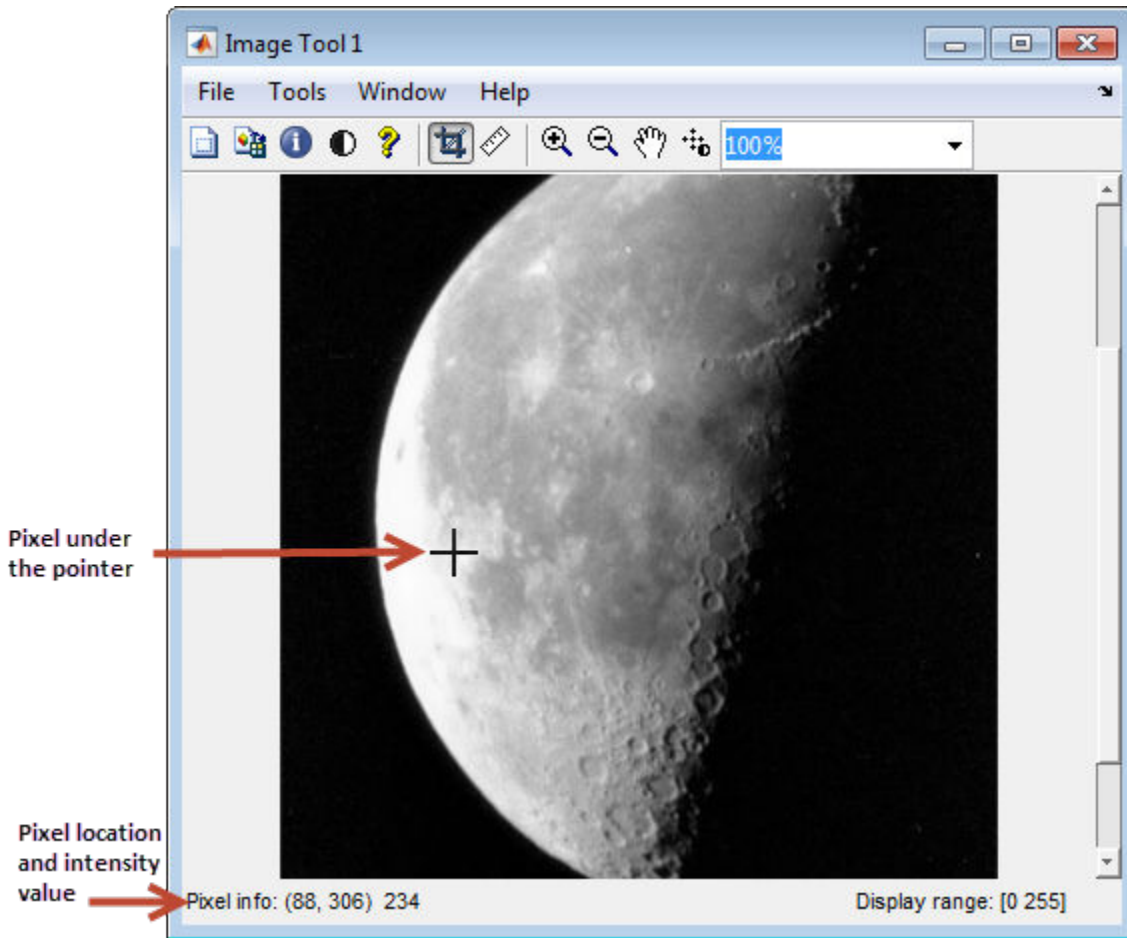 Image Tool 1
File Tools Window Help
100%
Pixel under
the pointer
Pixel location
and intensity
value
Pixel info: (88, 306) 234
Display range: [0 255]